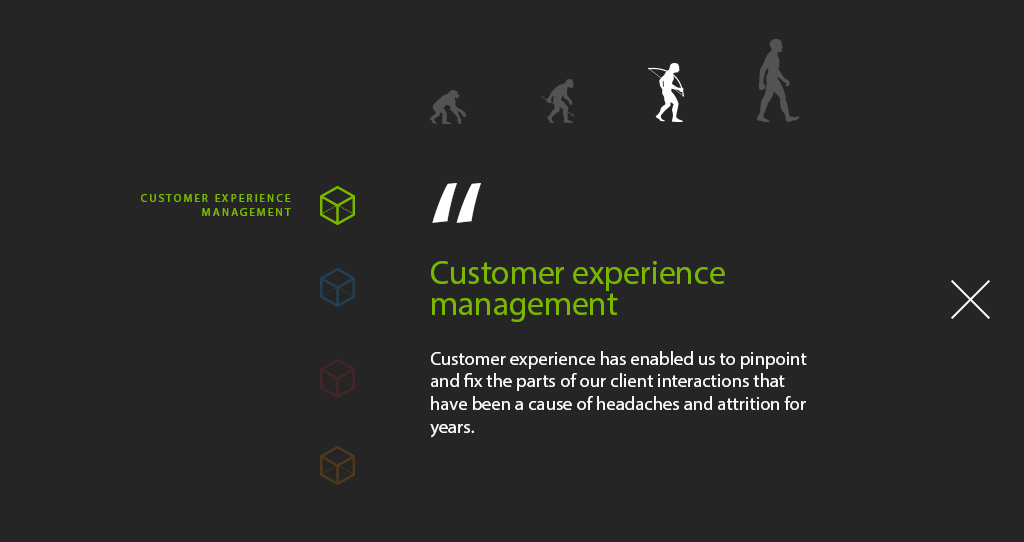 CUSTOMER EXPERIENCE
MANAGEMENT
“
Customer experience
management
Customer experience has enabled us to pinpoint
and fix the parts of our client interactions that
have been a cause of headaches and attrition for
years.